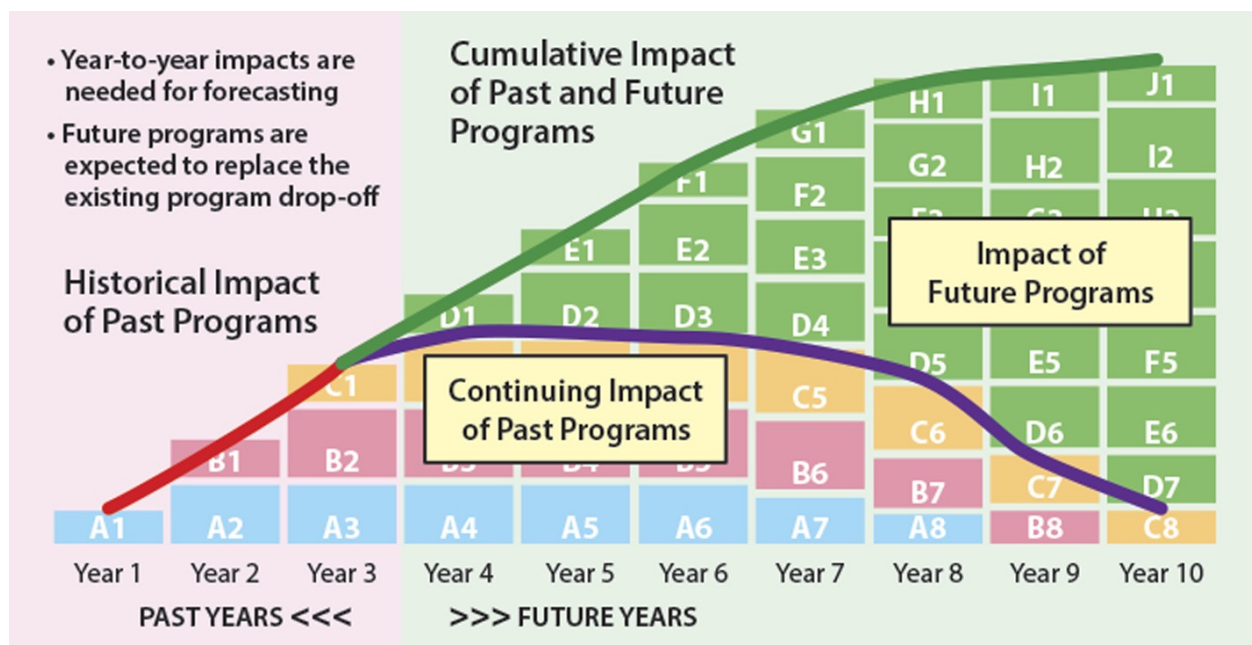 • Year-to-year impacts are
needed for forecasting
• Future programs are
expected to replace the
existing program drop-off
Historical Impact
of Past Programs
Cumulative Impact
of Past and Future
Programs
Continuing Impact
of Past Programs
Impact of
Future Programs
H1 I1 J1
G1 G2 H2 I2
F1 F2
E1 E2 E3
D1 D2 D3 D4
C1 C5 D5 E5 F5
B1 B2 B6 C6 D6 E6
B7 C7 D7
A1 A2 A3 A4 A5 A6 A7 A8 B8 C8
Year 1 Year 2 Year 3 Year 4 Year 5 Year 6 Year 7 Year 8 Year 9 Year 10
PAST YEARS <<< >>> FUTURE YEARS